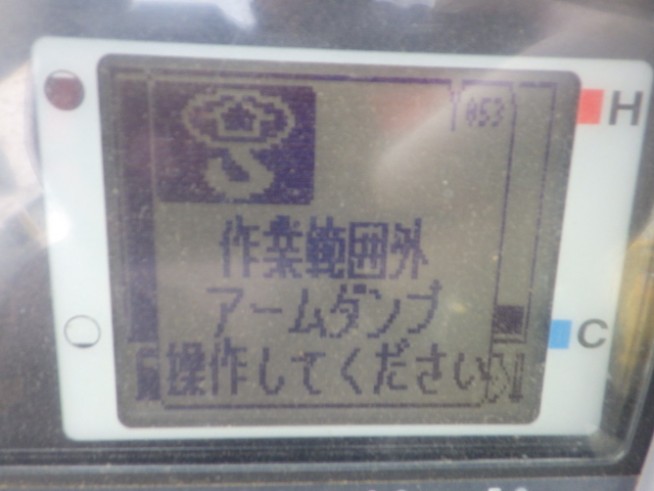 053
H
作業範囲外
アームダンプ
操作してください
C